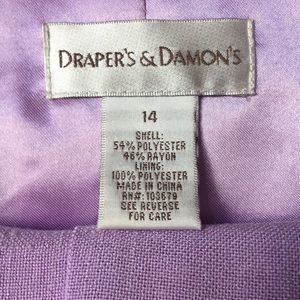 DRAPER'S & DAMON'S
14
SHELL:
54% POLYESTER
46% RAYON
LINING:
100% POLYESTER
MADE IN CHINA
RN#: 103679
SEE REVERSE
FOR CARE